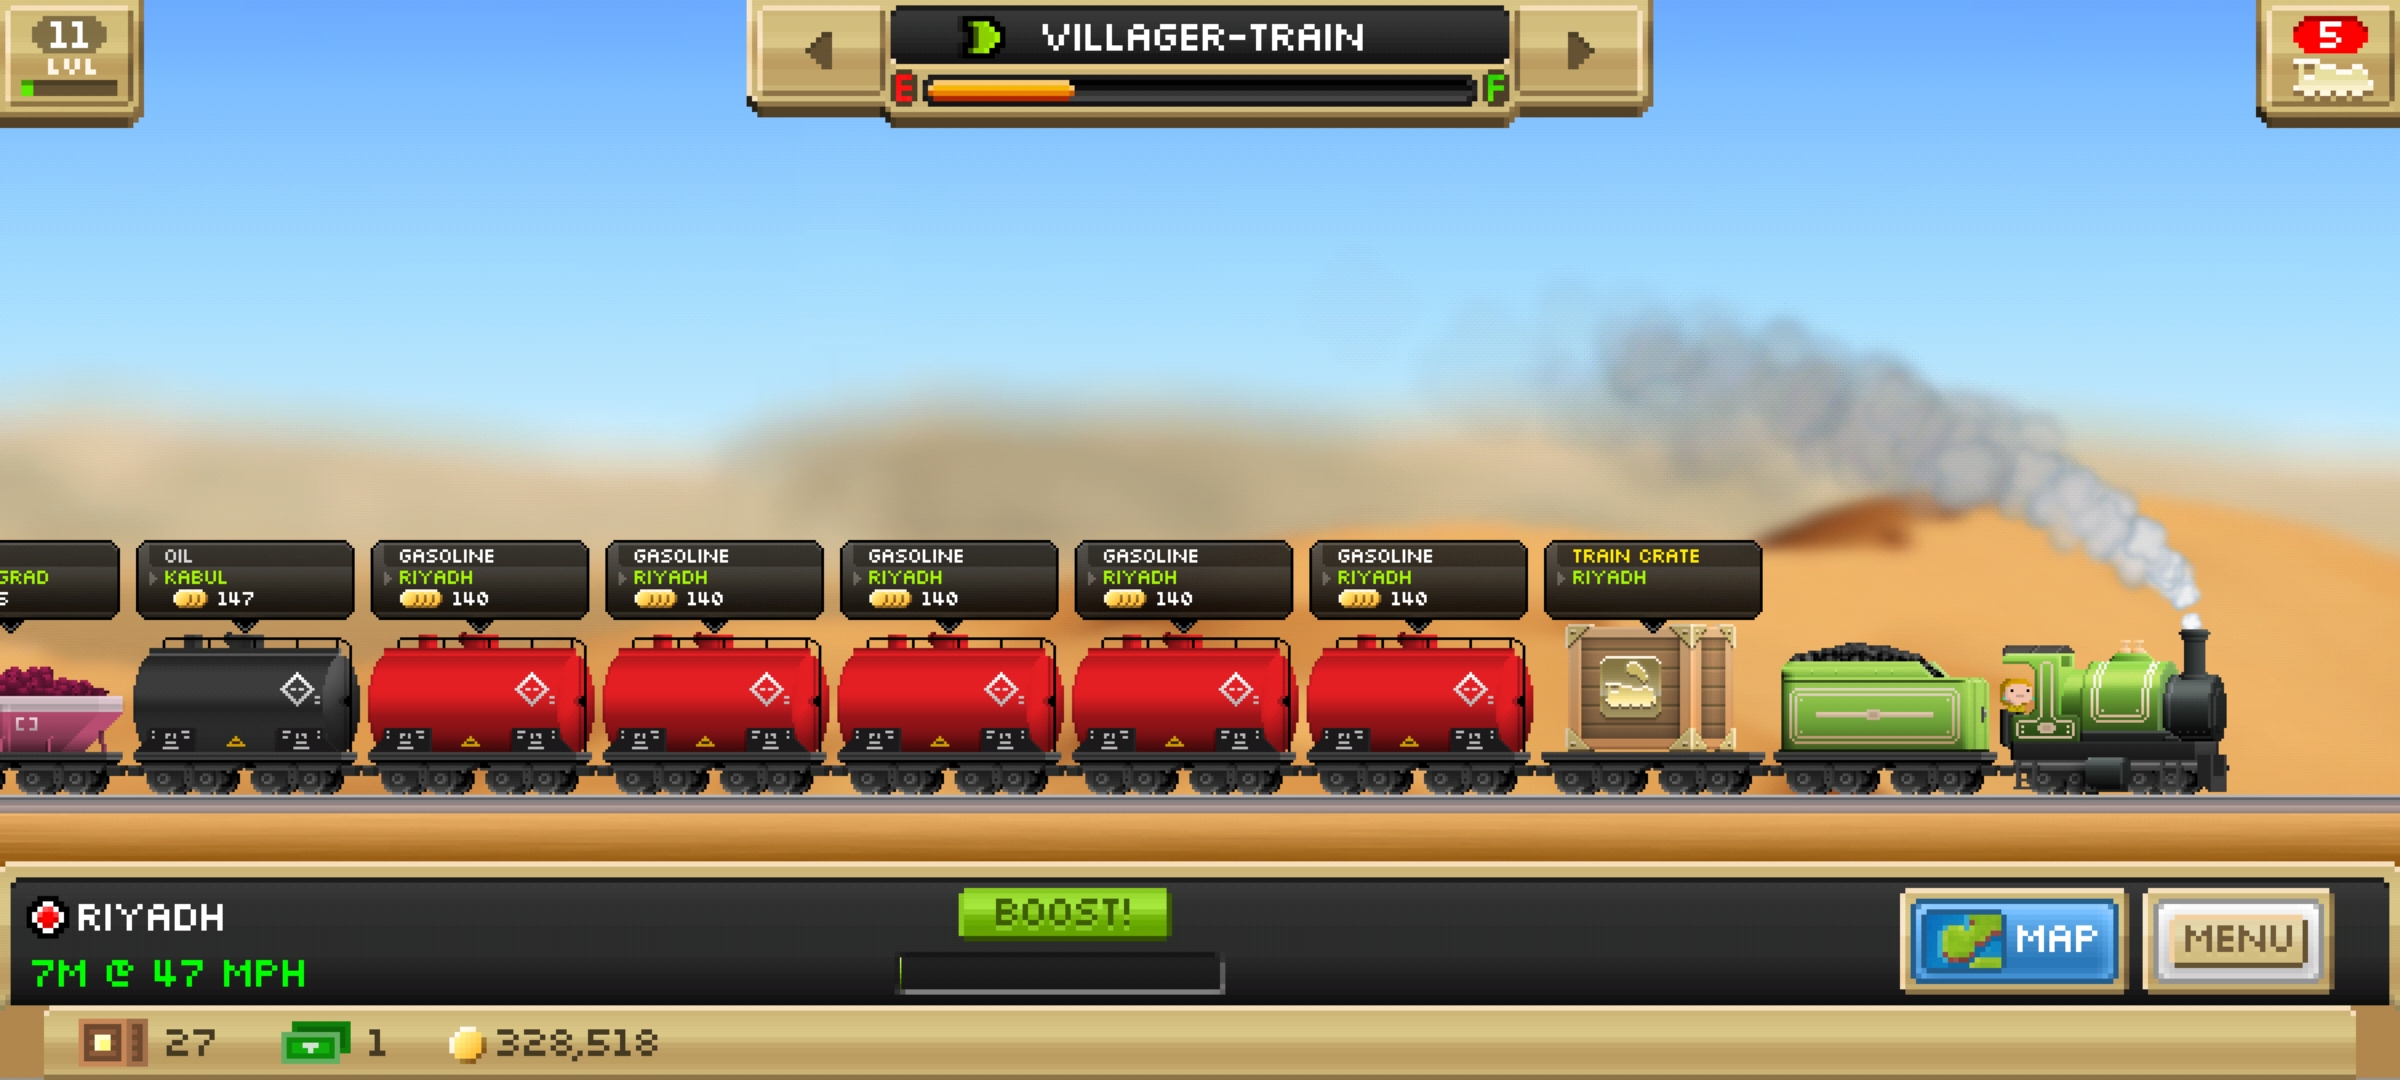 11
LVL
VILLAGER-TRAIN
E
F
5
GRAD
5
OIL
KABUL
147
GASOLINE
RIYADH
140
GASOLINE
RIYADH
140
GASOLINE
RIYADH
140
GASOLINE
RIYADH
140
GASOLINE
RIYADH
140
TRAIN CRATE
RIYADH
RIYADH
7M @ 47 MPH
BOOST!
MAP
MENU
27
1
328,518